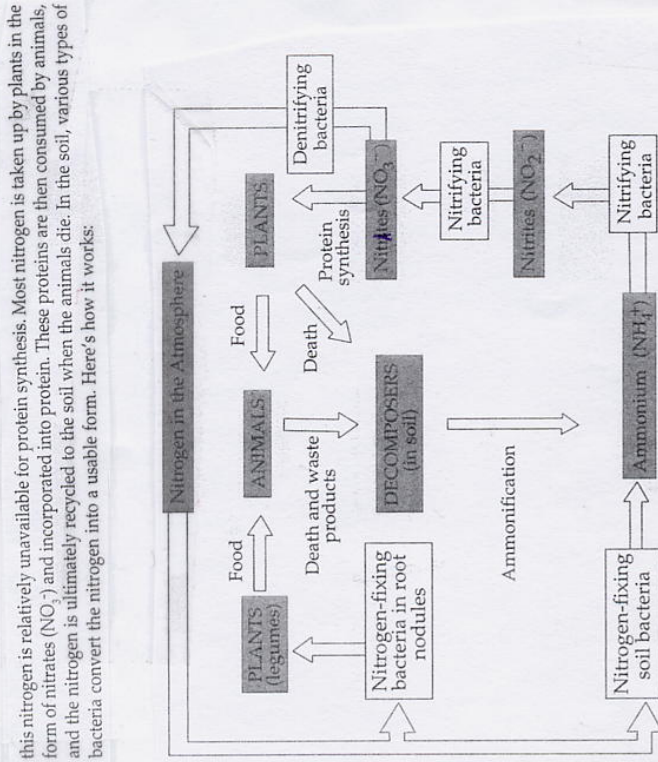 this nitrogen is relatively unavailable for protein synthesis. Most nitrogen is taken up by plants in the
form of nitrates (NO₃⁻) and incorporated into protein. These proteins are then consumed by animals,
and the nitrogen is ultimately recycled to the soil when the animals die. In the soil, various types of
bacteria convert the nitrogen into a usable form. Here's how it works:
Nitrogen in the Atmosphere
PLANTS
(legumes)
Food
ANIMALS
Food
PLANTS
Denitrifying
bacteria
Nitrogen-fixing
bacteria in root
nodules
Death and waste
products
Death
Protein
synthesis
DECOMPOSERS
(in soil)
Nitrates (NO₃⁻)
Nitrifying
bacteria
Ammonification
Nitrites (NO₂⁻)
Nitrogen-fixing
soil bacteria
Ammonium (NH₄⁺)
Nitrifying
bacteria